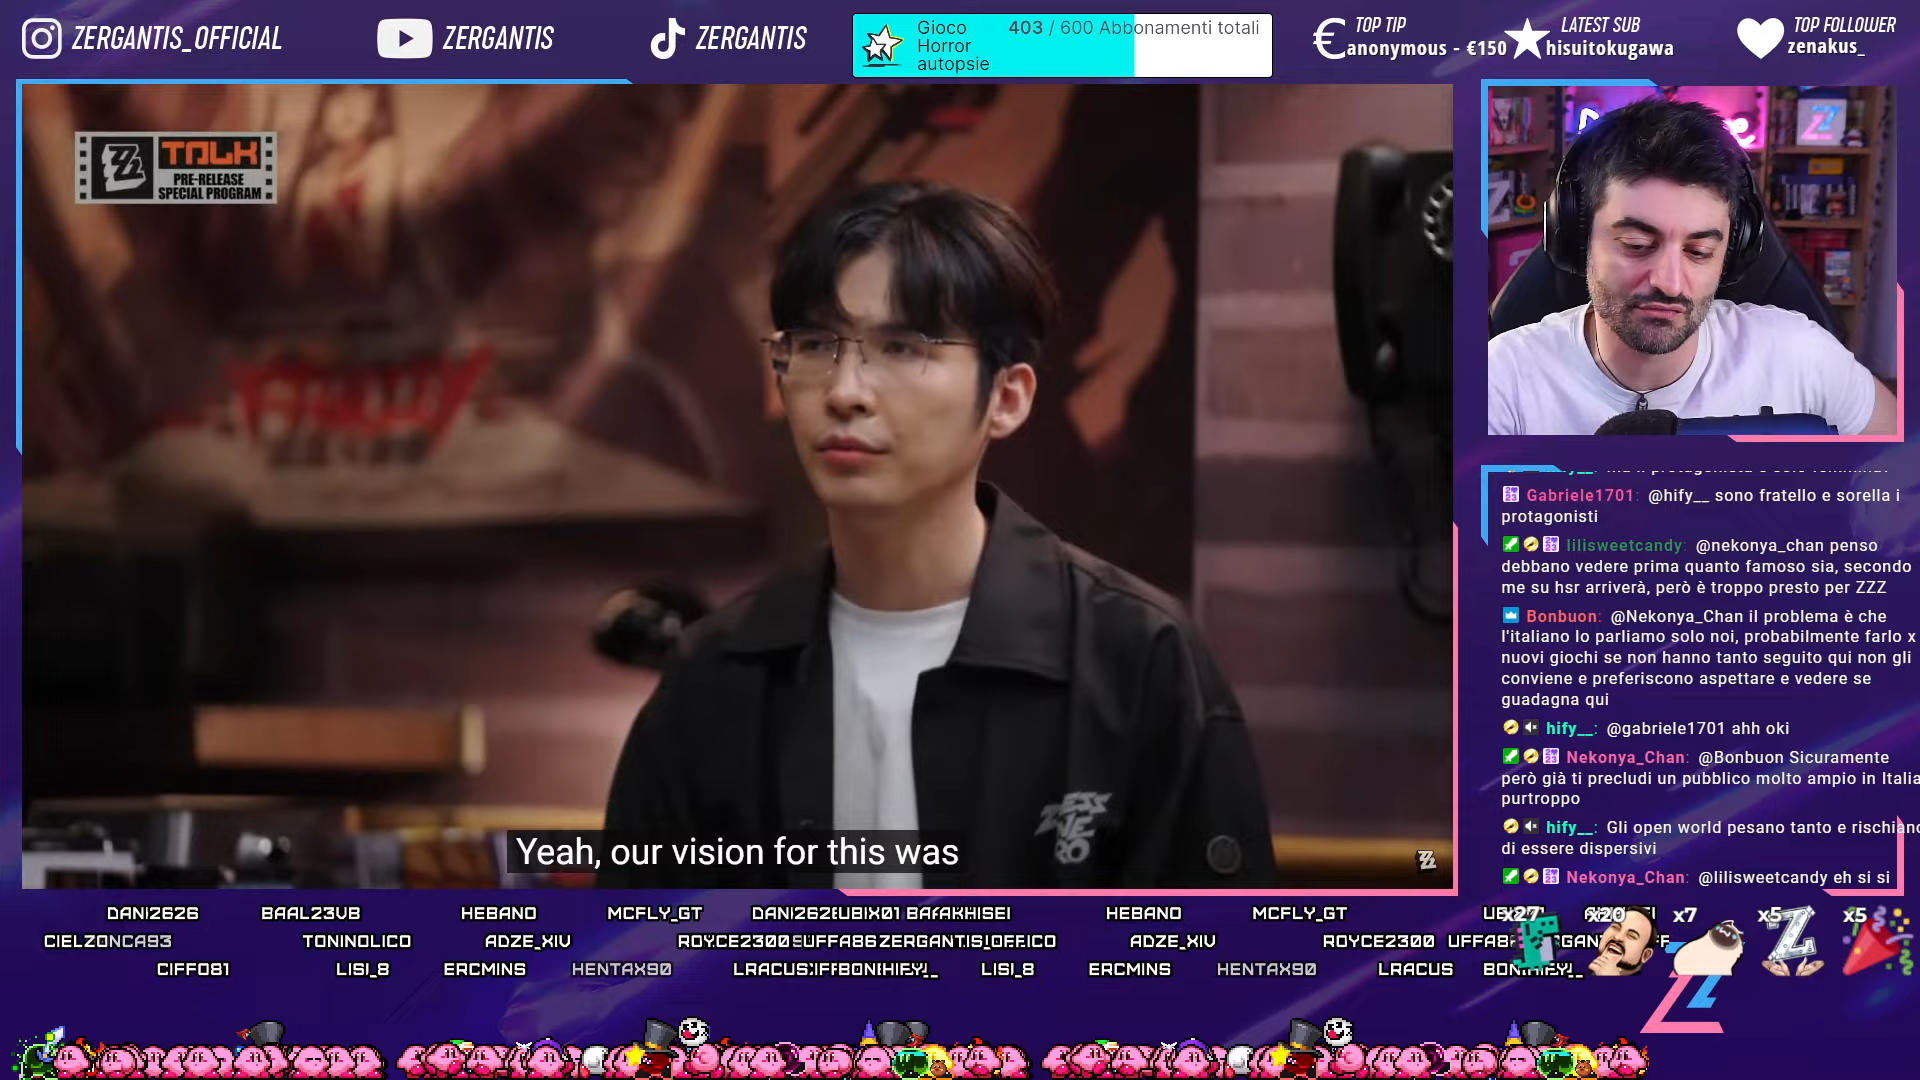 ZERGANTIS_OFFICIAL
ZERGANTIS
ZERGANTIS
Gioco
Horror
autopsie
403 / 600 Abbonamenti totali
TOP TIP
anonymous - €150
LATEST SUB
hisuitokugawa
TOP FOLLOWER
zenakus_
TALK
PRE-RELEASE
SPECIAL PROGRAM
Gabriele1701: @hify__ sono fratello e sorella i
protagonisti
lilisweetcandy: @nekonya_chan penso
debbano vedere prima quanto famoso sia, secondo
me su hsr arriverà, però è troppo presto per ZZZ
Bonbuon: @Nekonya_Chan il problema è che
l'italiano lo parliamo solo noi, probabilmente farlo x
nuovi giochi se non hanno tanto seguito qui non gli
conviene e preferiscono aspettare e vedere se
guadagna qui
hify__: @gabriele1701 ahh oki
Nekonya_Chan: @Bonbuon Sicuramente
però già ti precludi un pubblico molto ampio in Italia
purtroppo
hify__: Gli open world pesano tanto e rischiano
di essere dispersivi
Nekonya_Chan: @lilisweetcandy eh si si
Yeah, our vision for this was
DANI2626 BAAL23VB HEBANO MCFLY_GT HEBANO MCFLY_GT
CIELZONCA93 TONINOLICO ADZE_XIV ROYCE2300 ADZE_XIV ROYCE2300
CIFFO81 LISI_8 ERCMINS HENTAX90 LRACUS LISI_8 ERCMINS HENTAX90 LRACUS
x27 x20 x7 x5 x5